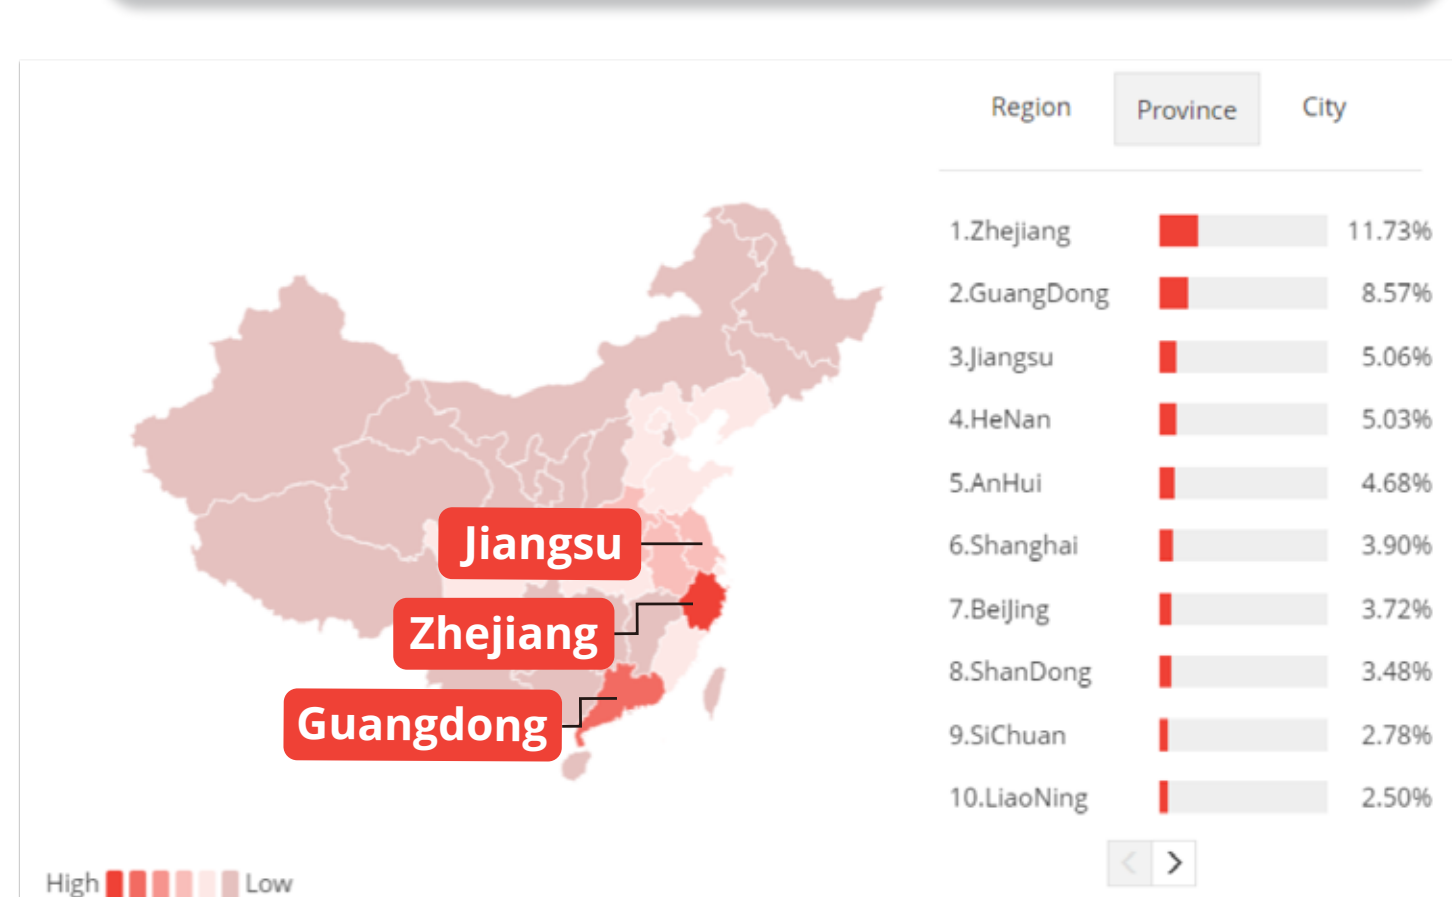 Region Province City
1.Zhejiang 11.73%
2.GuangDong 8.57%
3.Jiangsu 5.06%
4.HeNan 5.03%
5.AnHui 4.68%
6.Shanghai 3.90%
7.BeiJing 3.72%
8.ShanDong 3.48%
9.SiChuan 2.78%
10.LiaoNing 2.50%
Jiangsu
Zhejiang
Guangdong
High Low